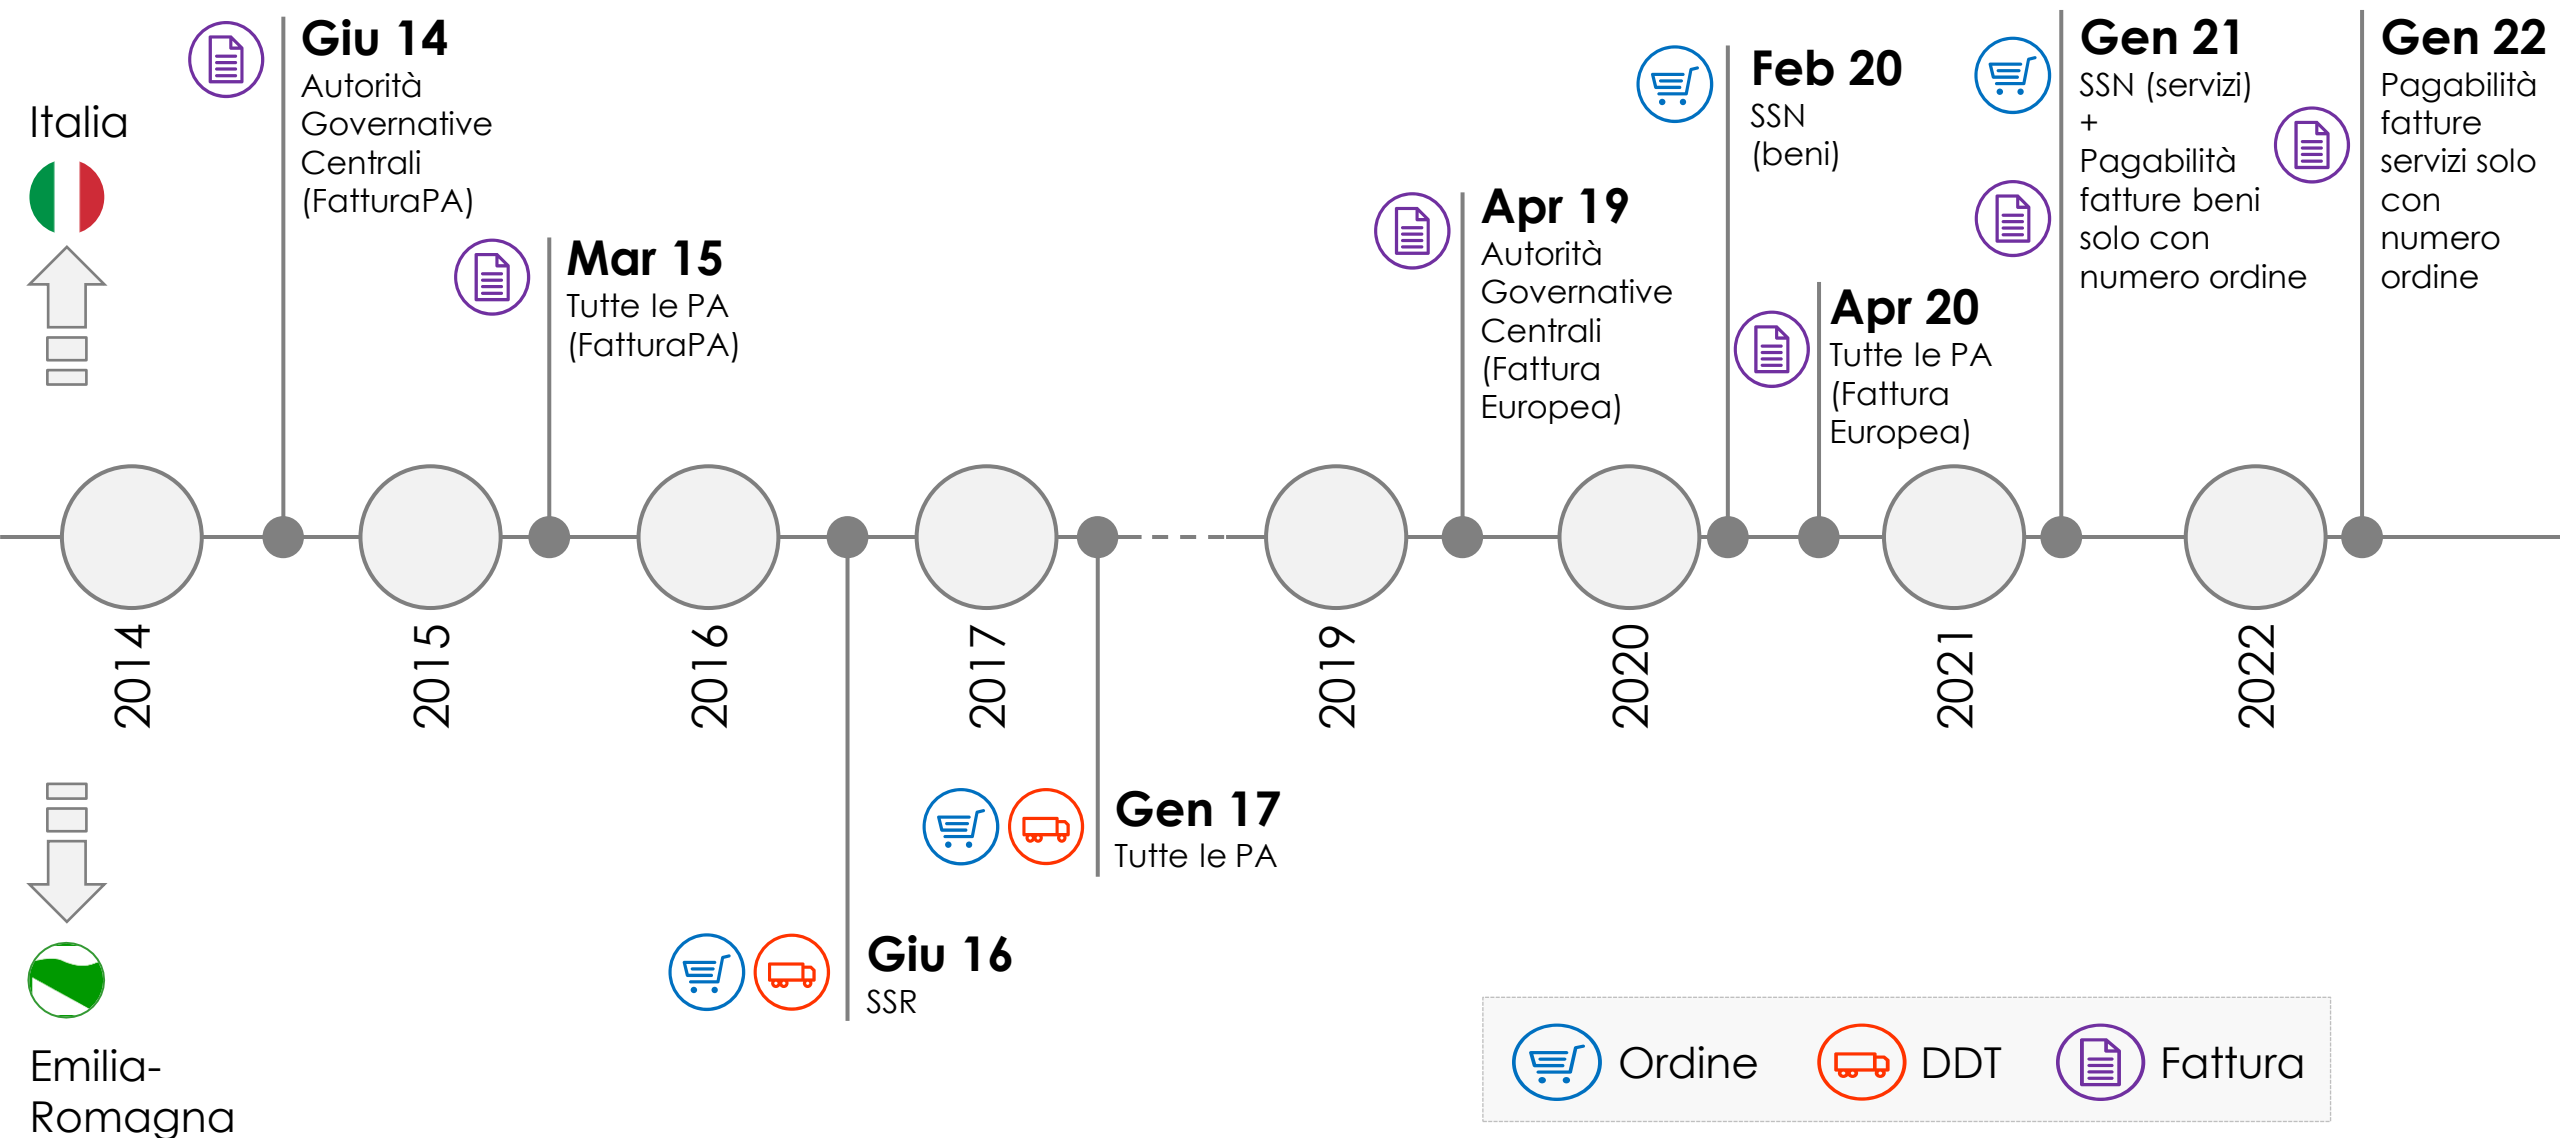 Italia
Giu 14
Autorità
Governative
Centrali
(FatturaPA)
Mar 15
Tutte le PA
(FatturaPA)
Apr 19
Autorità
Governative
Centrali
(Fattura
Europea)
Feb 20
SSN
(beni)
Apr 20
Tutte le PA
(Fattura
Europea)
Gen 21
SSN (servizi)
+
Pagabilità
fatture beni
solo con
numero ordine
Gen 22
Pagabilità
fatture
servizi solo
con
numero
ordine
2014
2015
2016
2017
2019
2020
2021
2022
Gen 17
Tutte le PA
Giu 16
SSR
Emilia-
Romagna
Ordine
DDT
Fattura